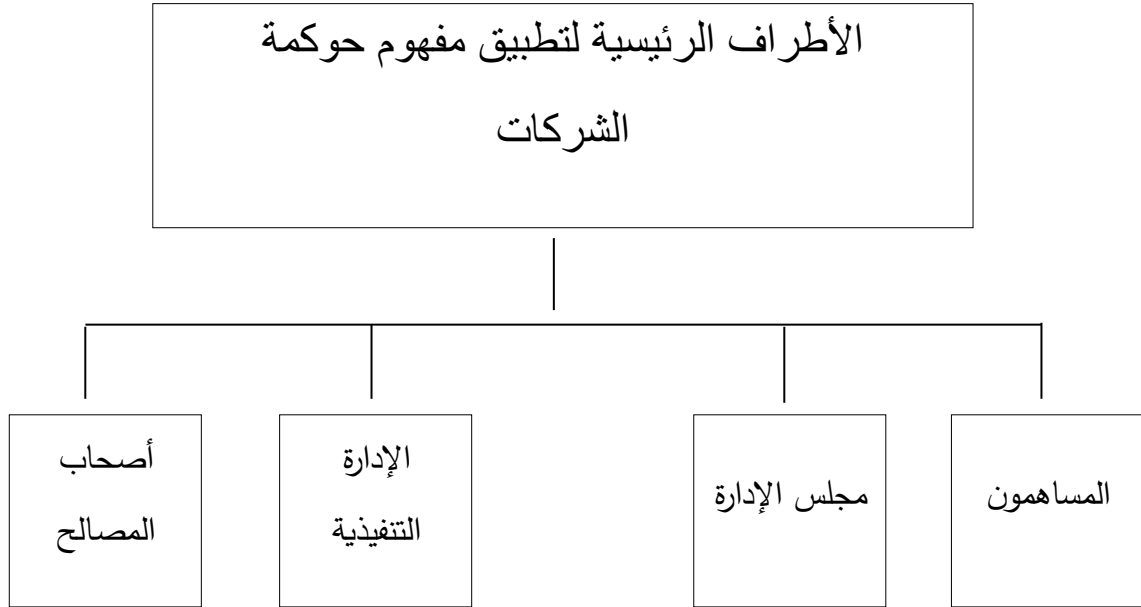 الأطراف الرئيسية لتطبيق مفهوم حوكمة
الشركات
المساهمون
مجلس الإدارة
الإدارة
التنفيذية
أصحاب
المصالح